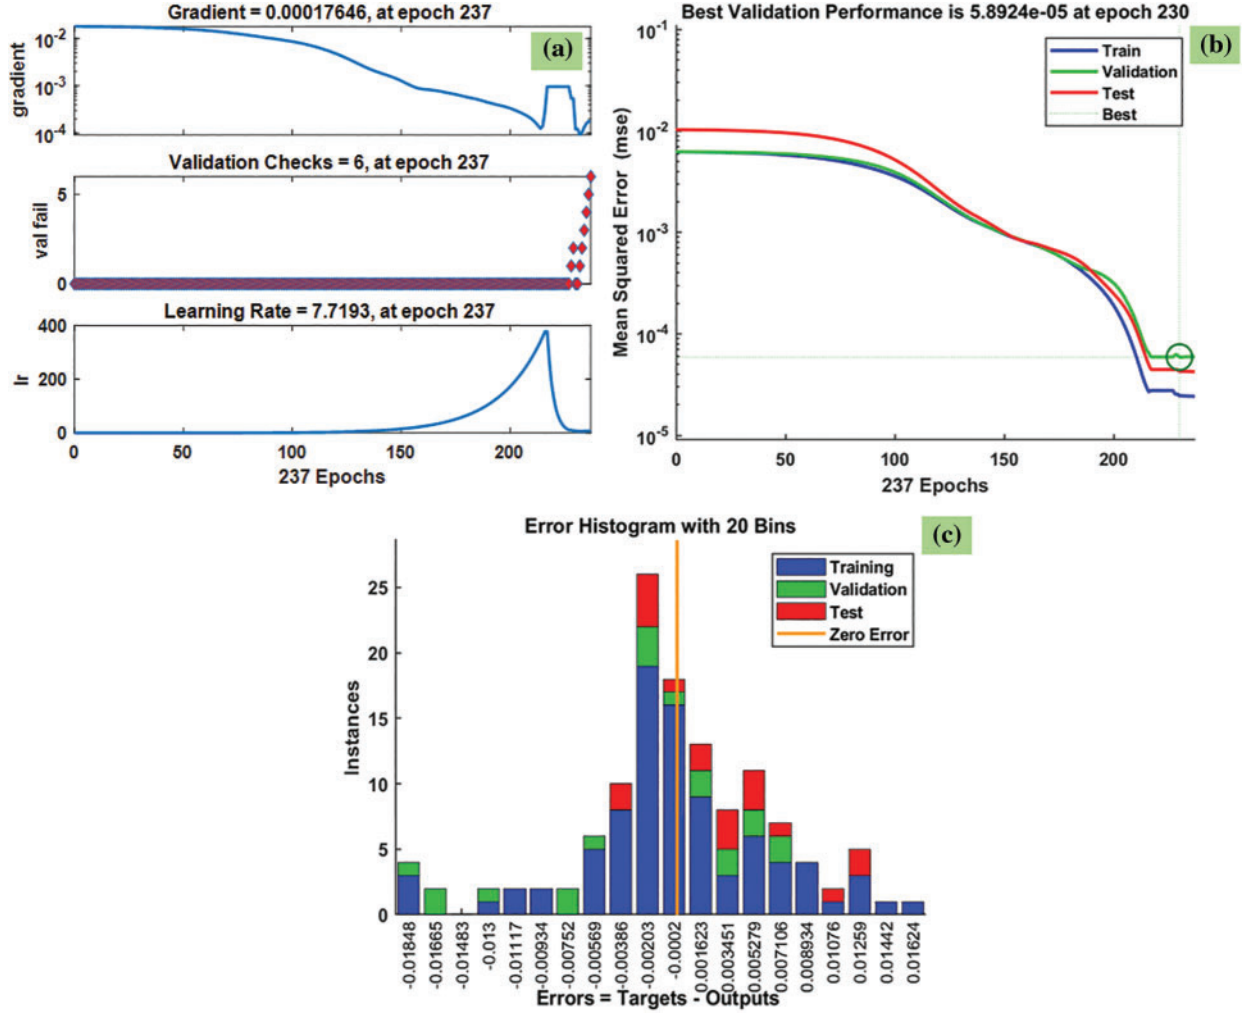 Gradient = 0.00017646, at epoch 237
(a)
gradient
10^-2
10^-3
10^-4
Validation Checks = 6, at epoch 237
val fail
5
0
Learning Rate = 7.7193, at epoch 237
lr
400
200
0
0 50 100 150 200
237 Epochs
Best Validation Performance is 5.8924e-05 at epoch 230
(b)
Train
Validation
Test
Best
Mean Squared Error (mse)
10^-1
10^-2
10^-3
10^-4
10^-5
0 50 100 150 200
237 Epochs
Error Histogram with 20 Bins
(c)
Training
Validation
Test
Zero Error
Instances
25
20
15
10
5
0
-0.01848
-0.01665
-0.01483
-0.013
-0.01117
-0.00934
-0.00752
-0.00569
-0.00386
-0.00203
-0.0002
0.001623
0.003451
0.005279
0.007106
0.008934
0.01076
0.01259
0.01442
0.01624
Errors = Targets - Outputs